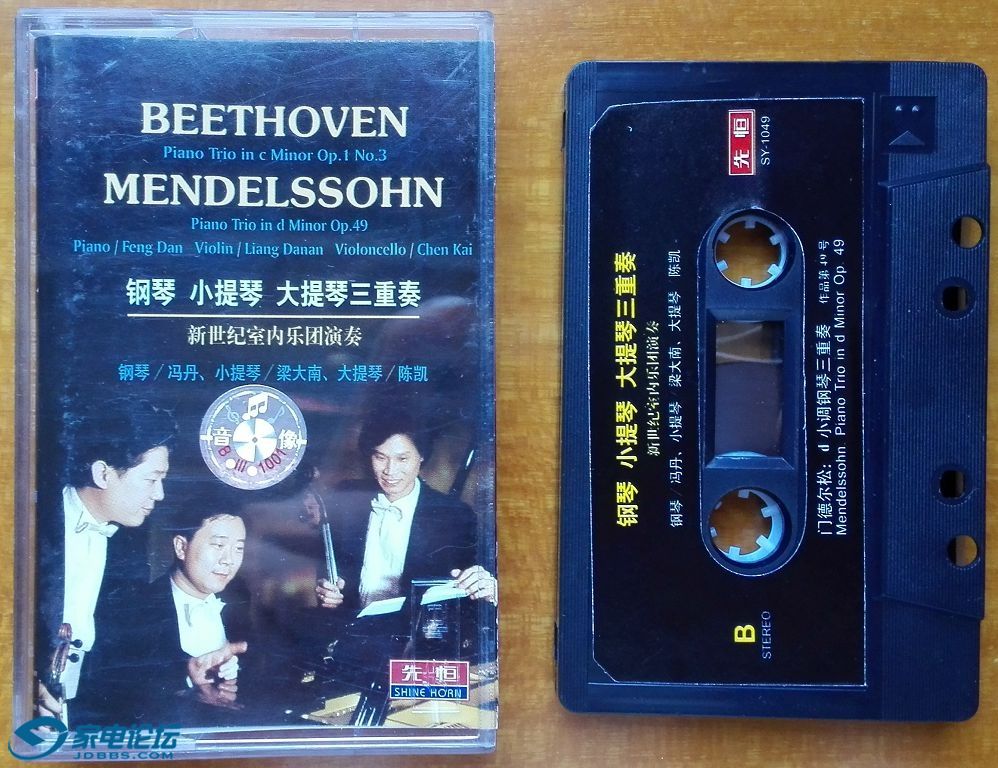 BEETHOVEN
Piano Trio in c Minor Op.1 No.3
MENDELSSOHN
Piano Trio in d Minor Op.49
Piano / Feng Dan Violin / Liang Danan Violoncello / Chen Kai
钢琴 小提琴 大提琴三重奏
新世纪室内乐团演奏
钢琴/冯丹、小提琴/梁大南、大提琴/陈凯
音像
B.III.1001
先恒
SHINE HORN
家电论坛
JDBBS.COM
先恒
SY-1049
钢琴 小提琴 大提琴三重奏
新世纪室内乐团演奏
钢琴 冯丹、小提琴 梁大南、大提琴 陈凯
门德尔松：d 小调钢琴三重奏 作品第49号
Mendelssohn. Piano Trio in d Minor Op. 49
B
STEREO